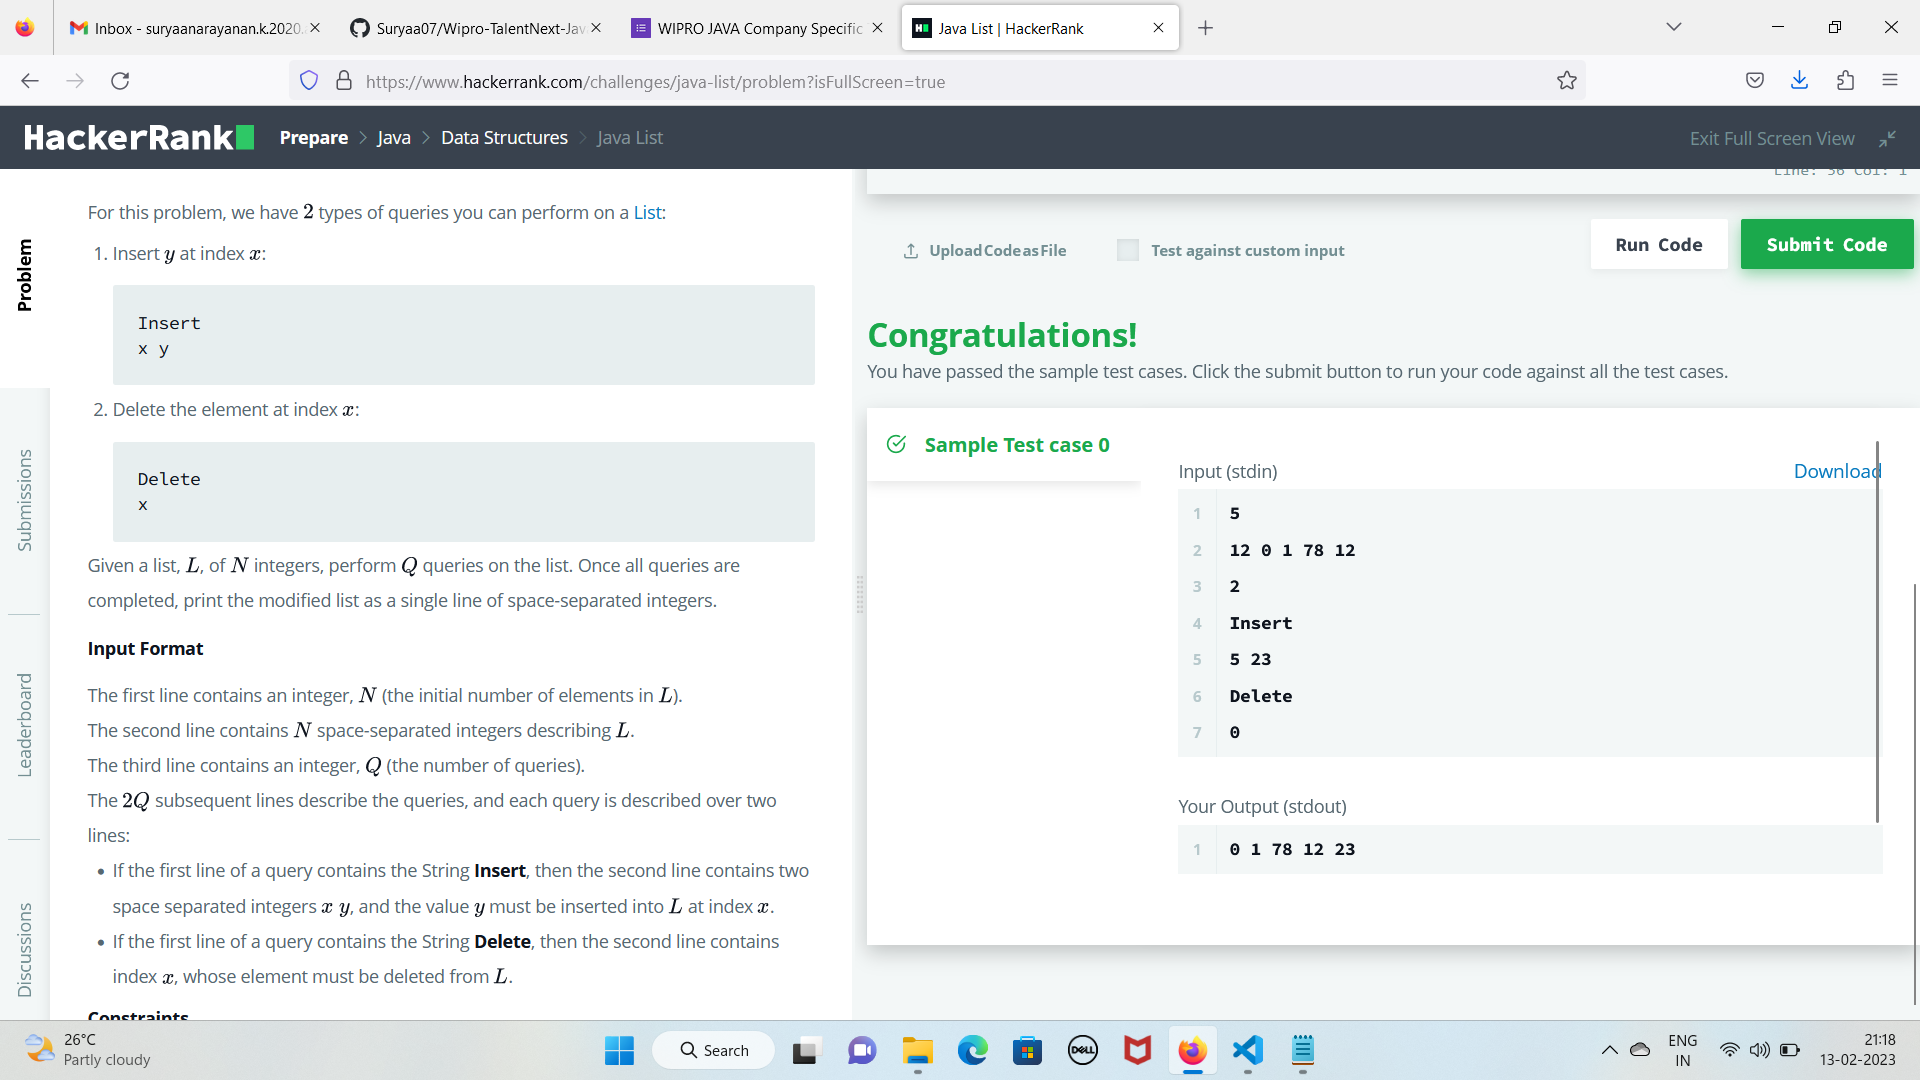 Inbox - suryaanarayanan.k.2020.
Suryaa07/Wipro-TalentNext-Jav
WIPRO JAVA Company Specific
Java List | HackerRank
https://www.hackerrank.com/challenges/java-list/problem?isFullScreen=true
HackerRank
Prepare > Java > Data Structures > Java List
Exit Full Screen View
Problem
Submissions
Leaderboard
Discussions
For this problem, we have 2 types of queries you can perform on a List:
1. Insert y at index x:
Insert
x y
2. Delete the element at index x:
Delete
x
Given a list, L, of N integers, perform Q queries on the list. Once all queries are
completed, print the modified list as a single line of space-separated integers.
Input Format
The first line contains an integer, N (the initial number of elements in L).
The second line contains N space-separated integers describing L.
The third line contains an integer, Q (the number of queries).
The 2Q subsequent lines describe the queries, and each query is described over two
lines:
• If the first line of a query contains the String Insert, then the second line contains two
space separated integers x y, and the value y must be inserted into L at index x.
• If the first line of a query contains the String Delete, then the second line contains
index x, whose element must be deleted from L.
Constraints
Line: 36 Col: 1
Upload Code as File
Test against custom input
Run Code
Submit Code
Congratulations!
You have passed the sample test cases. Click the submit button to run your code against all the test cases.
Sample Test case 0
Input (stdin)
Download
1 5
2 12 0 1 78 12
3 2
4 Insert
5 5 23
6 Delete
7 0
Your Output (stdout)
1 0 1 78 12 23
26°C
Partly cloudy
Search
DELL
ENG
IN
21:18
13-02-2023